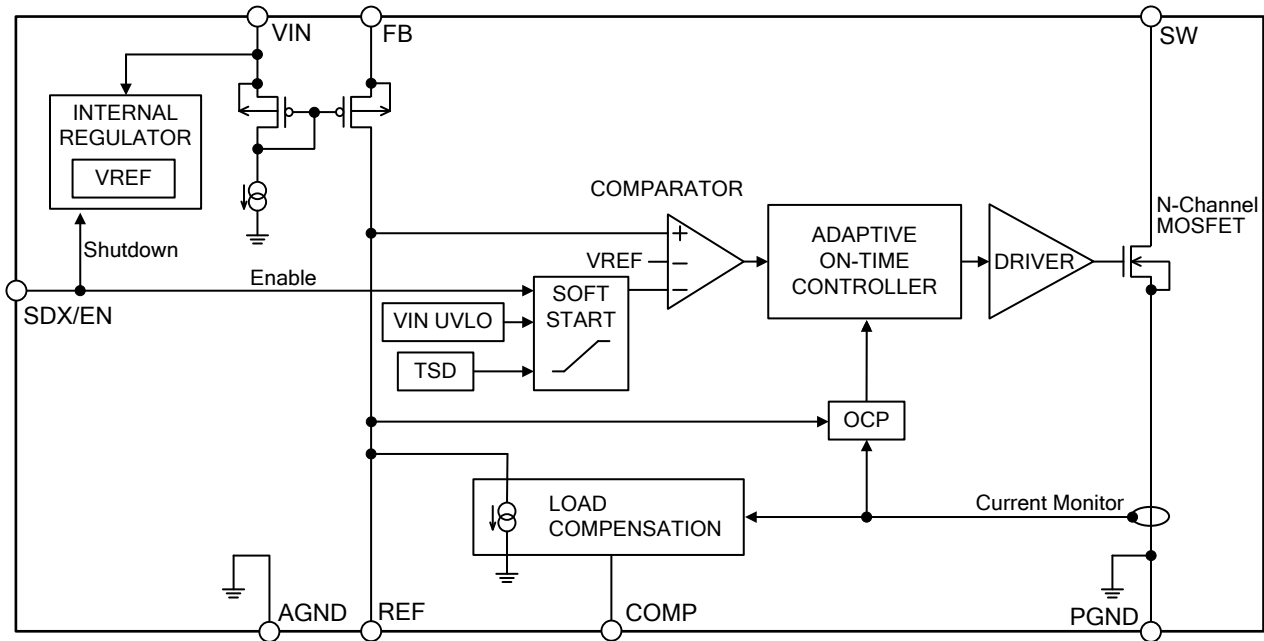 VIN
FB
SW
INTERNAL
REGULATOR
VREF
Shutdown
SDX/EN
Enable
COMPARATOR
+
VREF
−
−
SOFT
START
VIN UVLO
TSD
ADAPTIVE
ON-TIME
CONTROLLER
DRIVER
N-Channel
MOSFET
OCP
LOAD
COMPENSATION
Current Monitor
AGND
REF
COMP
PGND